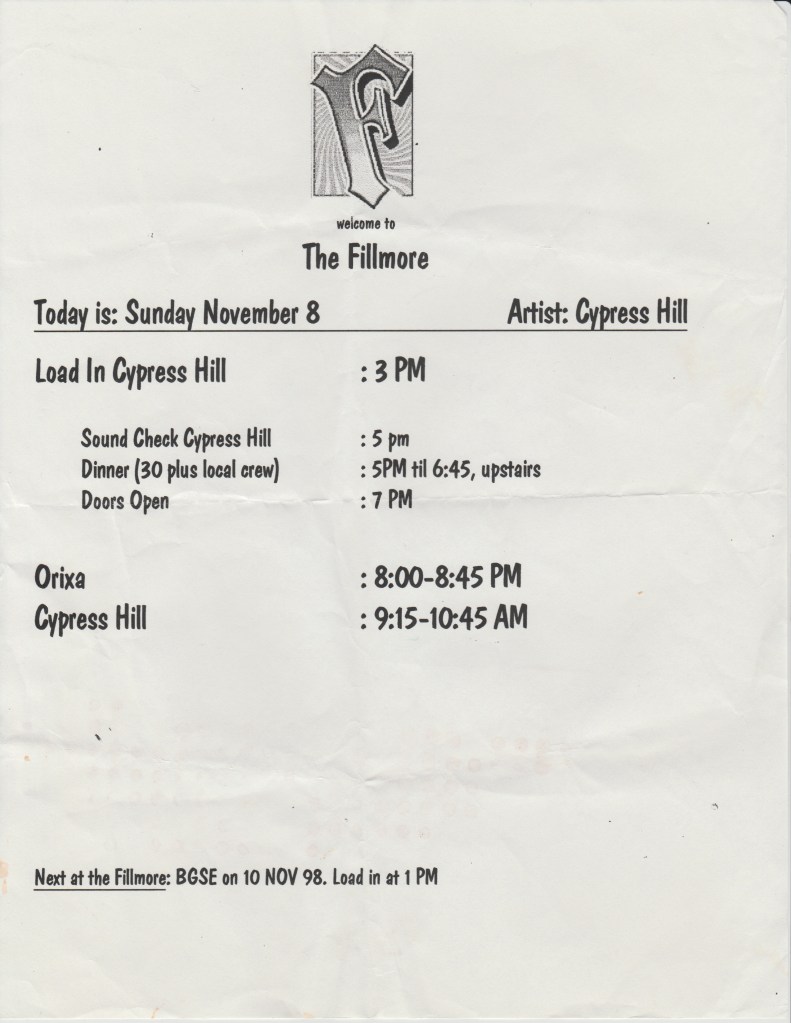 F
welcome to
The Fillmore
Today is: Sunday November 8 Artist: Cypress Hill
Load In Cypress Hill : 3 PM
Sound Check Cypress Hill : 5 pm
Dinner (30 plus local crew) : 5PM til 6:45, upstairs
Doors Open : 7 PM
Orixa : 8:00-8:45 PM
Cypress Hill : 9:15-10:45 AM
Next at the Fillmore: BGSE on 10 NOV 98. Load in at 1 PM